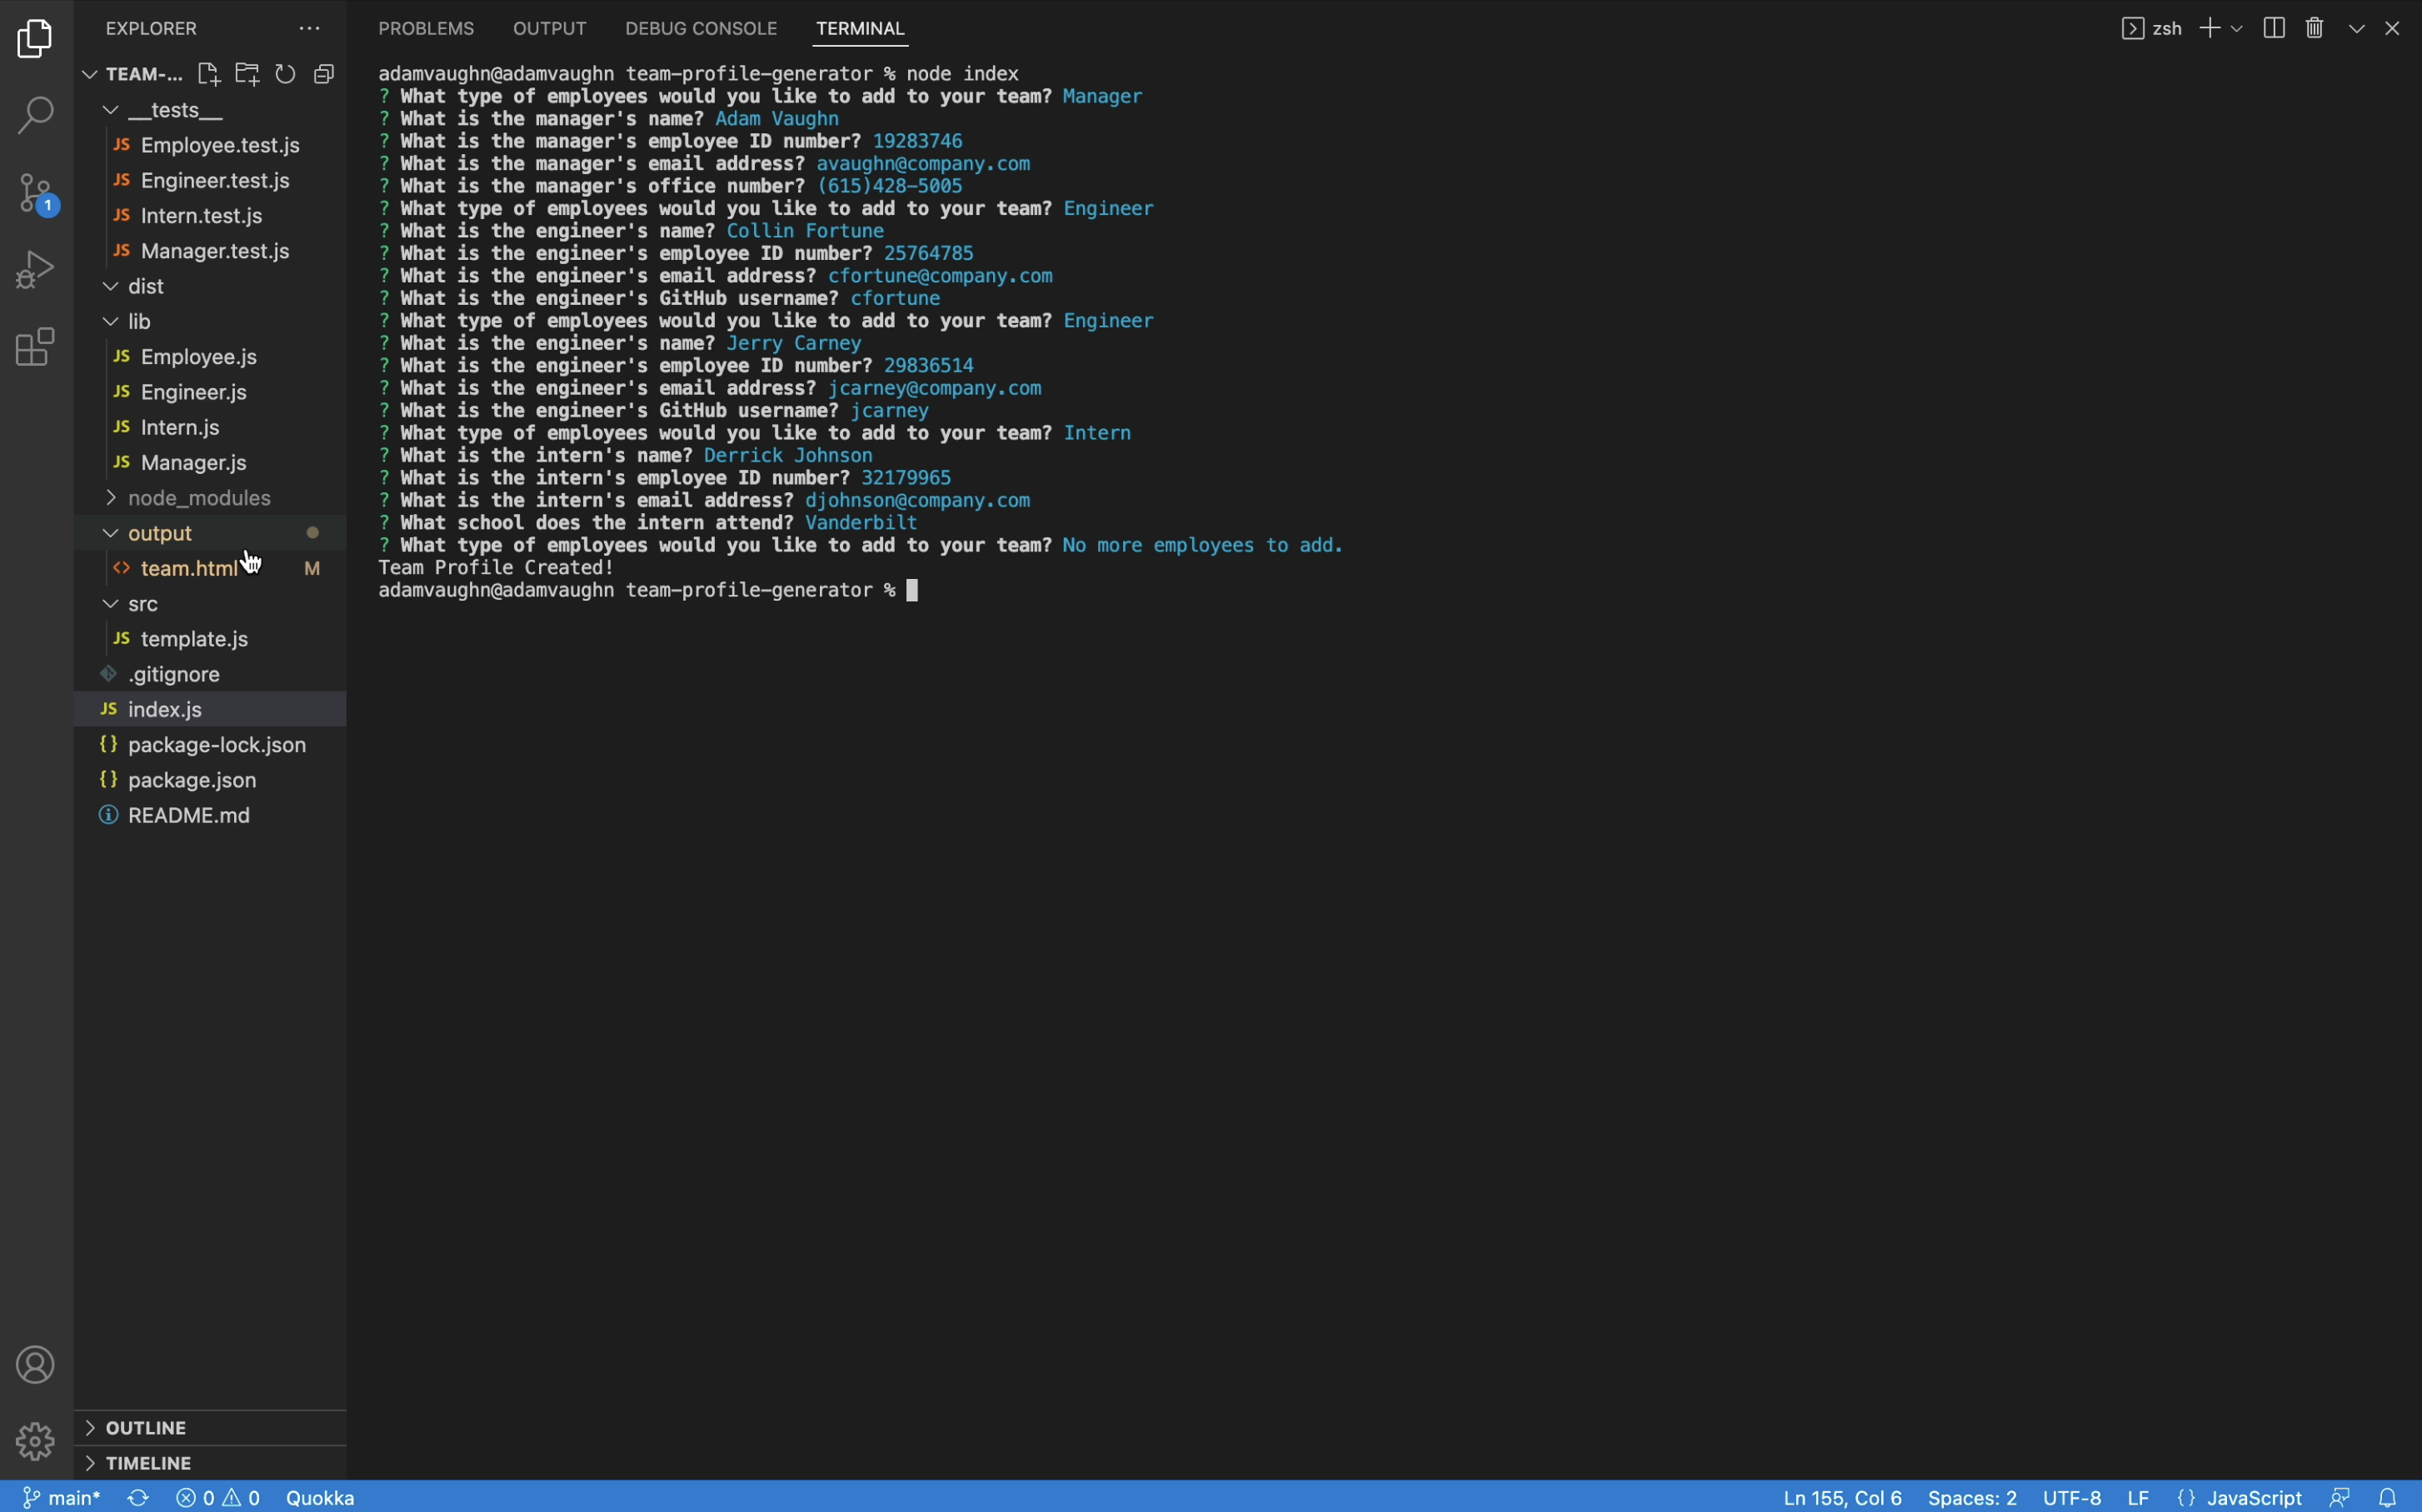 EXPLORER
TEAM-...
__tests__
JS Employee.test.js
JS Engineer.test.js
JS Intern.test.js
JS Manager.test.js
dist
lib
JS Employee.js
JS Engineer.js
JS Intern.js
JS Manager.js
node_modules
output
<> team.html M
src
JS template.js
.gitignore
JS index.js
{} package-lock.json
{} package.json
README.md
OUTLINE
TIMELINE
1
PROBLEMS OUTPUT DEBUG CONSOLE TERMINAL
zsh
adamvaughn@adamvaughn team-profile-generator % node index
? What type of employees would you like to add to your team? Manager
? What is the manager's name? Adam Vaughn
? What is the manager's employee ID number? 19283746
? What is the manager's email address? avaughn@company.com
? What is the manager's office number? (615)428-5005
? What type of employees would you like to add to your team? Engineer
? What is the engineer's name? Collin Fortune
? What is the engineer's employee ID number? 25764785
? What is the engineer's email address? cfortune@company.com
? What is the engineer's GitHub username? cfortune
? What type of employees would you like to add to your team? Engineer
? What is the engineer's name? Jerry Carney
? What is the engineer's employee ID number? 29836514
? What is the engineer's email address? jcarney@company.com
? What is the engineer's GitHub username? jcarney
? What type of employees would you like to add to your team? Intern
? What is the intern's name? Derrick Johnson
? What is the intern's employee ID number? 32179965
? What is the intern's email address? djohnson@company.com
? What school does the intern attend? Vanderbilt
? What type of employees would you like to add to your team? No more employees to add.
Team Profile Created!
adamvaughn@adamvaughn team-profile-generator %
main* 0 0 Quokka
Ln 155, Col 6 Spaces: 2 UTF-8 LF {} JavaScript